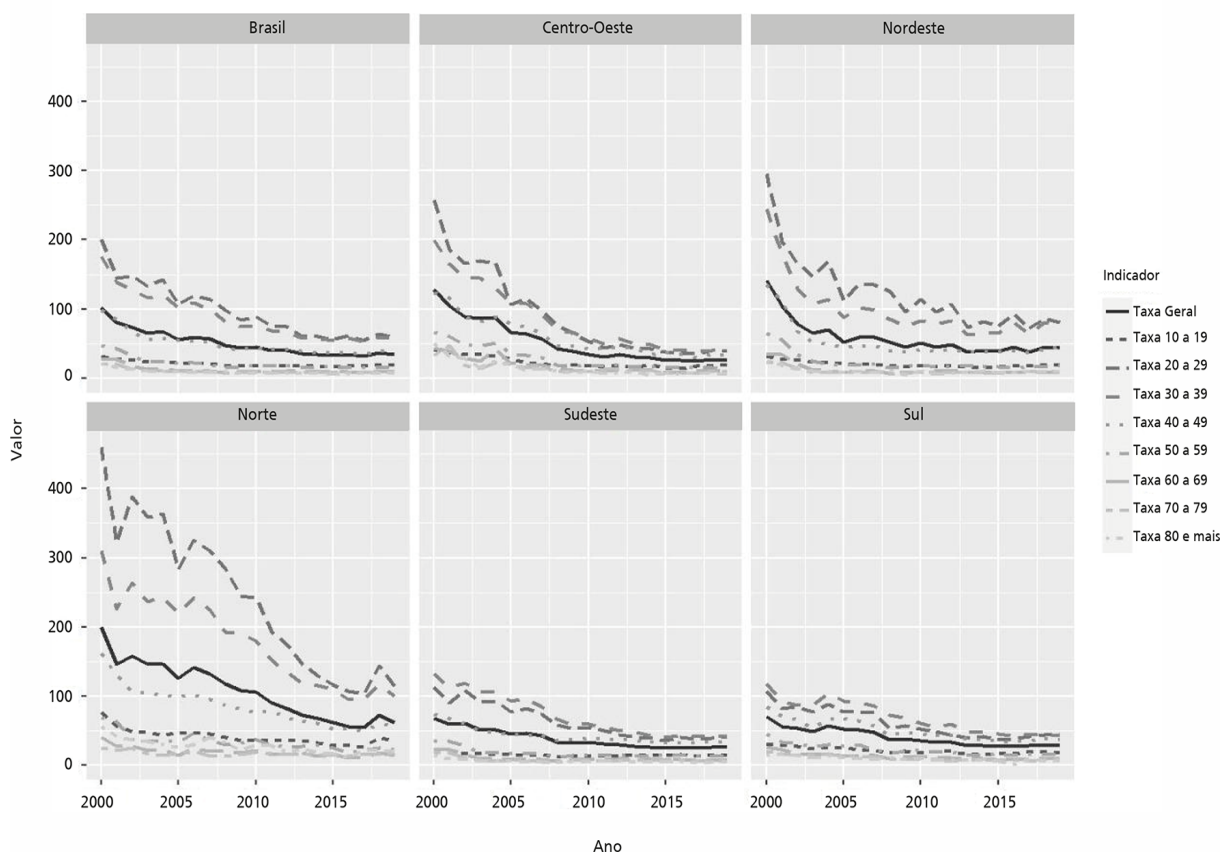 Brasil
Centro-Oeste
Nordeste
400
300
200
100
0
Norte
Sudeste
Sul
400
300
200
100
0
2000 2005 2010 2015
2000 2005 2010 2015
2000 2005 2010 2015
Valor
Ano
Indicador
Taxa Geral
Taxa 10 a 19
Taxa 20 a 29
Taxa 30 a 39
Taxa 40 a 49
Taxa 50 a 59
Taxa 60 a 69
Taxa 70 a 79
Taxa 80 e mais